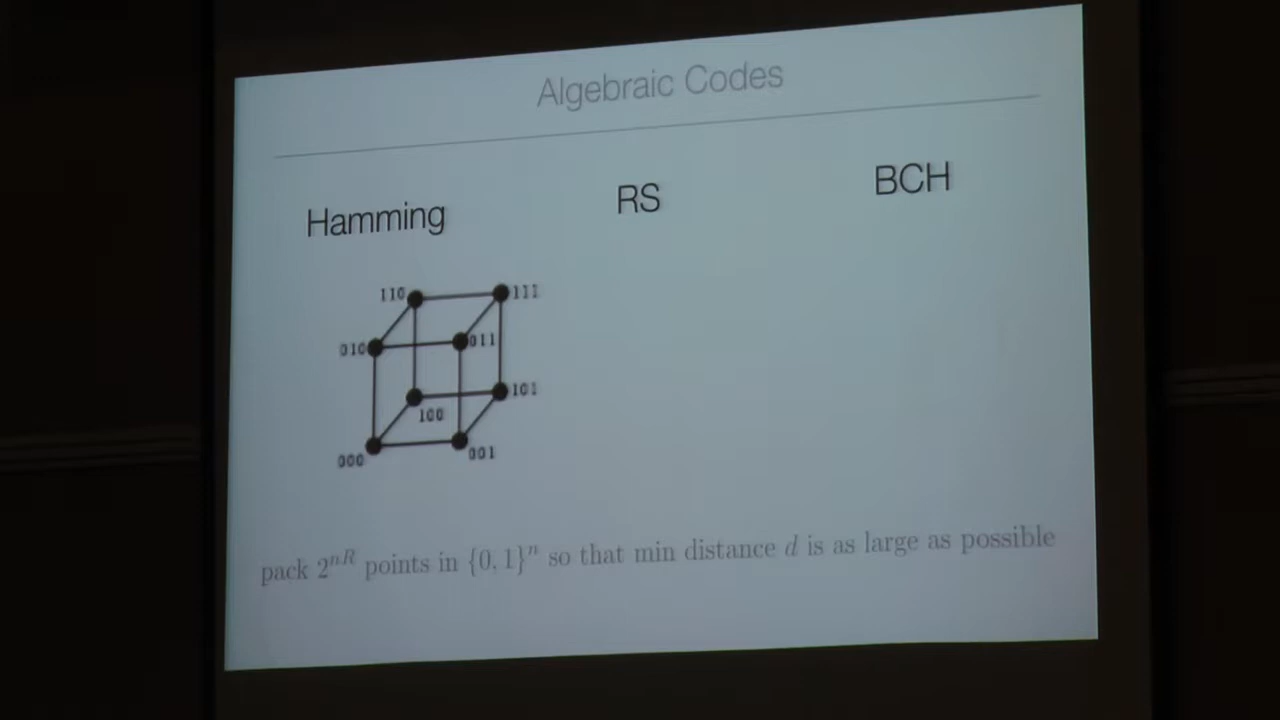 Algebraic Codes
Hamming RS BCH
110 111
010 011
100 101
000 001
pack 2^{nR} points in {0, 1}^n so that min distance d is as large as possible